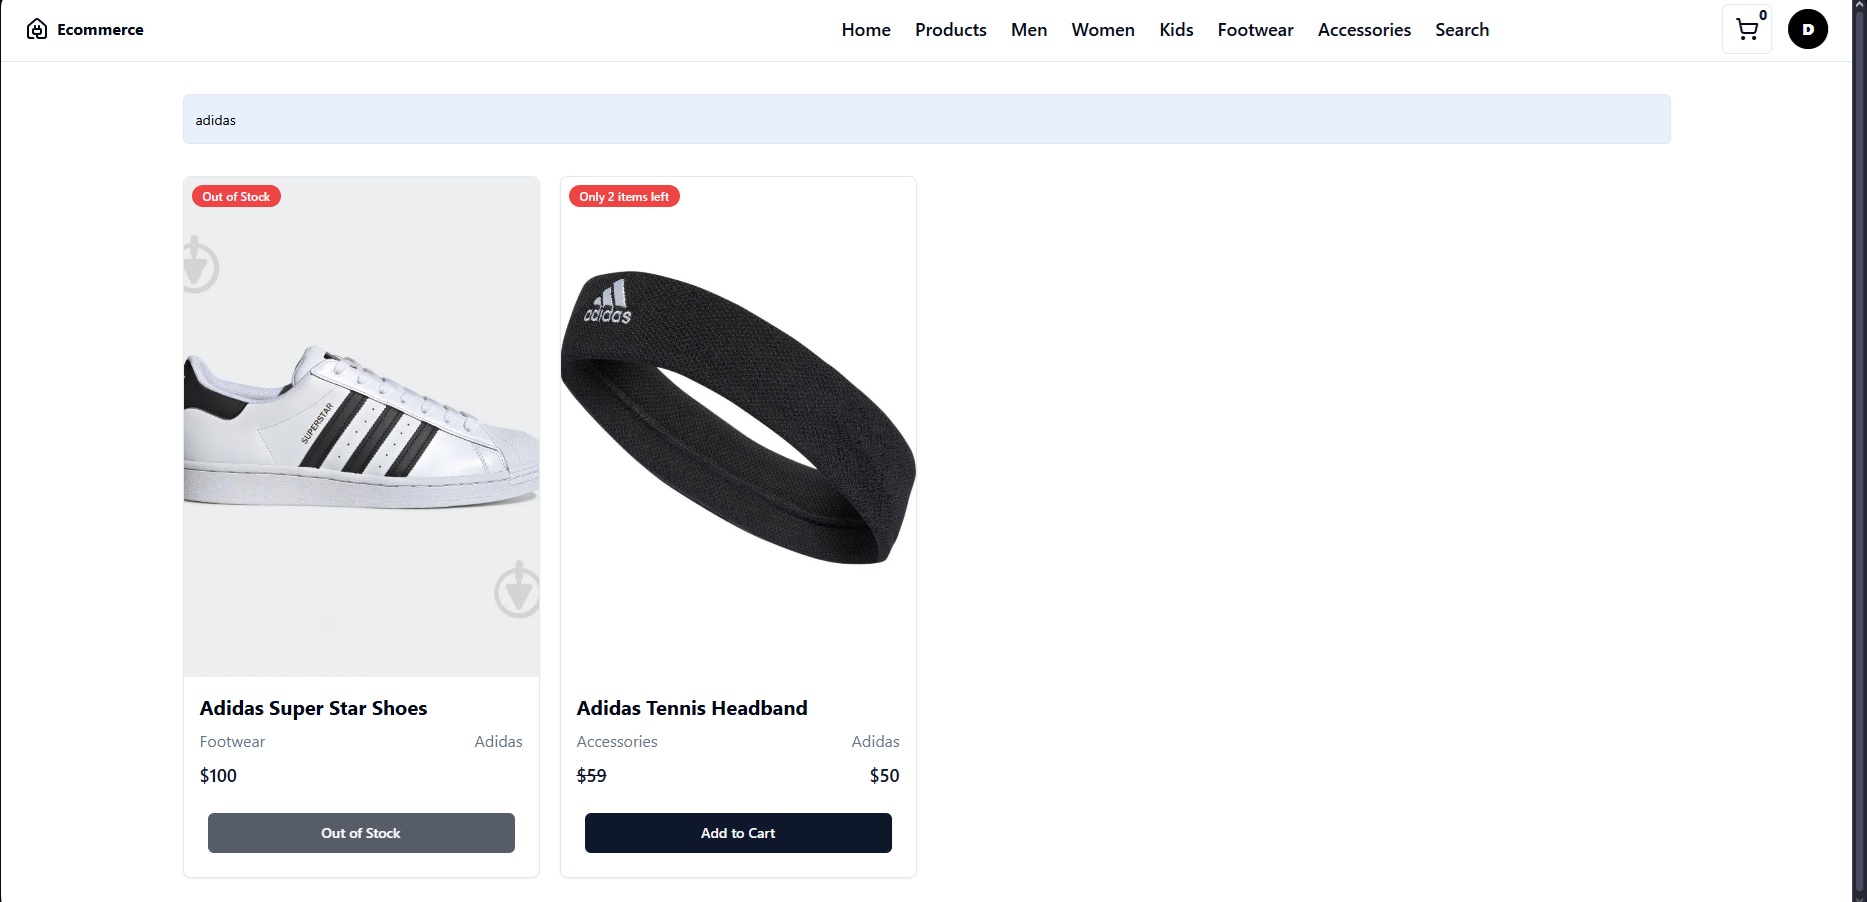 Ecommerce
Home Products Men Women Kids Footwear Accessories Search
0
D
adidas
Out of Stock
SUPERSTAR
Adidas Super Star Shoes
Footwear Adidas
$100
Out of Stock
Only 2 items left
adidas
Adidas Tennis Headband
Accessories Adidas
$59 $50
Add to Cart